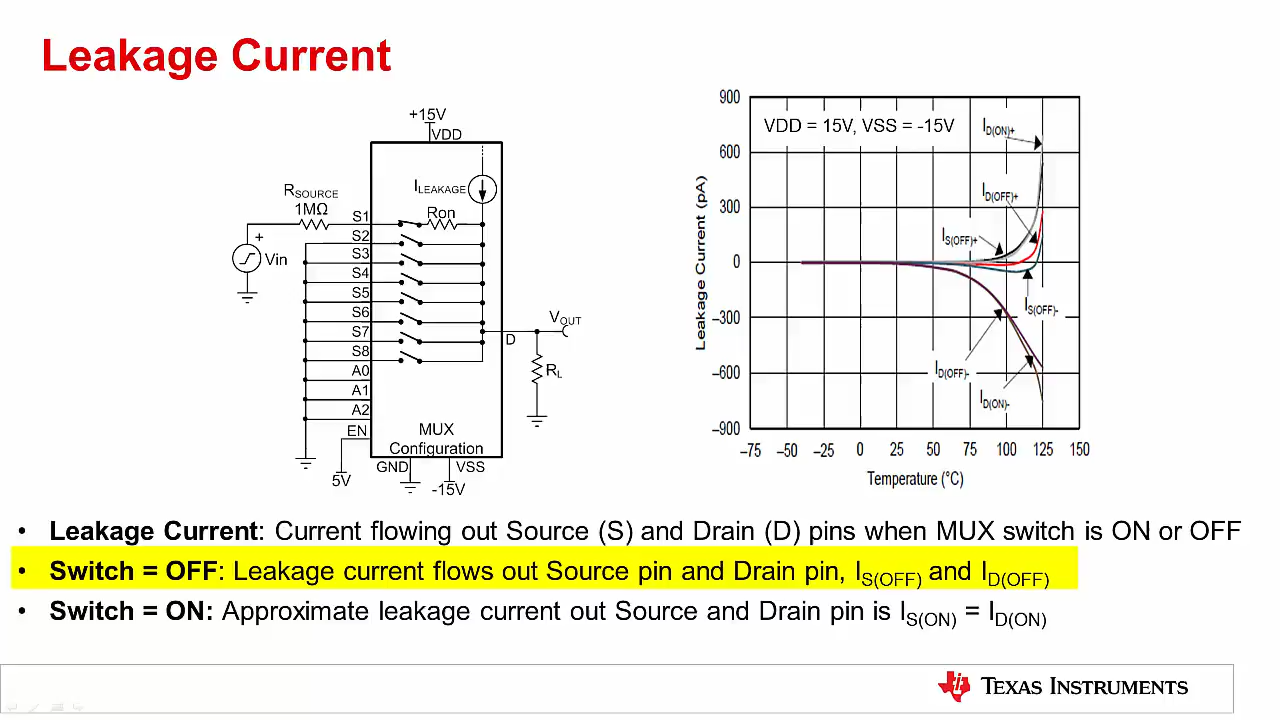 Leakage Current
+15V
VDD
RSOURCE
1MΩ
ILEAKAGE
Ron
S1
S2
S3
S4
S5
S6
S7
S8
A0
A1
A2
EN
+
Vin
VOUT
D
RL
MUX
Configuration
GND
VSS
5V
-15V
900
600
300
0
–300
–600
–900
Leakage Current (pA)
VDD = 15V, VSS = -15V
ID(ON)+
ID(OFF)+
IS(OFF)+
IS(OFF)-
ID(OFF)-
ID(ON)-
–75 –50 –25 0 25 50 75 100 125 150
Temperature (°C)
• Leakage Current: Current flowing out Source (S) and Drain (D) pins when MUX switch is ON or OFF
• Switch = OFF: Leakage current flows out Source pin and Drain pin, IS(OFF) and ID(OFF)
• Switch = ON: Approximate leakage current out Source and Drain pin is IS(ON) = ID(ON)
TEXAS INSTRUMENTS